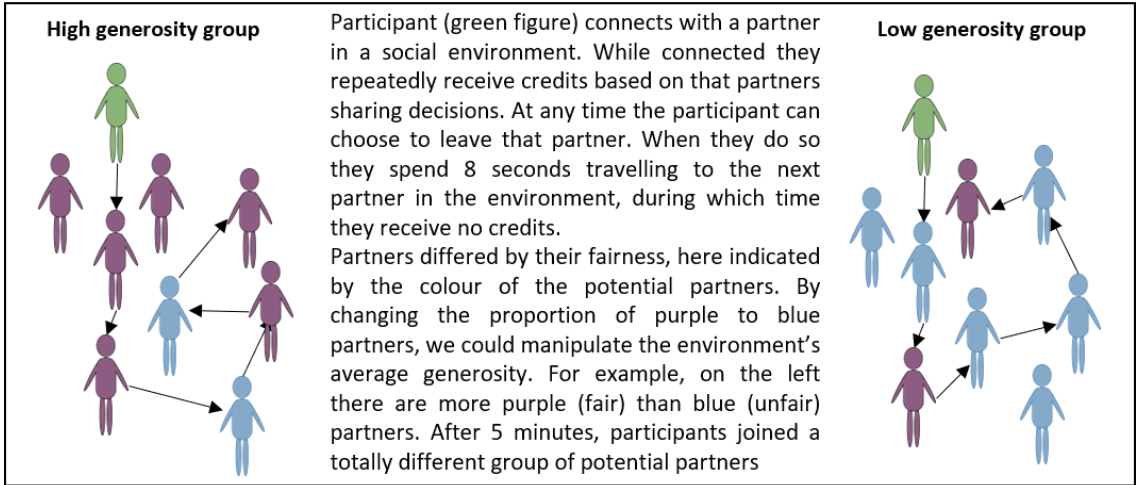 High generosity group
Participant (green figure) connects with a partner
in a social environment. While connected they
repeatedly receive credits based on that partners
sharing decisions. At any time the participant can
choose to leave that partner. When they do so
they spend 8 seconds travelling to the next
partner in the environment, during which time
they receive no credits.
Partners differed by their fairness, here indicated
by the colour of the potential partners. By
changing the proportion of purple to blue
partners, we could manipulate the environment’s
average generosity. For example, on the left
there are more purple (fair) than blue (unfair)
partners. After 5 minutes, participants joined a
totally different group of potential partners
Low generosity group